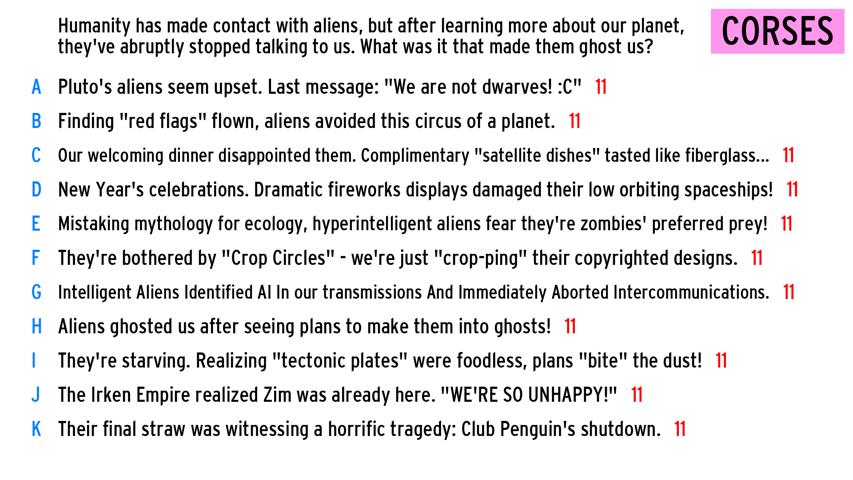 Humanity has made contact with aliens, but after learning more about our planet,
they've abruptly stopped talking to us. What was it that made them ghost us?
CORSES
A Pluto's aliens seem upset. Last message: "We are not dwarves! :C" 11
B Finding "red flags" flown, aliens avoided this circus of a planet. 11
C Our welcoming dinner disappointed them. Complimentary "satellite dishes" tasted like fiberglass... 11
D New Year's celebrations. Dramatic fireworks displays damaged their low orbiting spaceships! 11
E Mistaking mythology for ecology, hyperintelligent aliens fear they're zombies' preferred prey! 11
F They're bothered by "Crop Circles" - we're just "crop-ping" their copyrighted designs. 11
G Intelligent Aliens Identified AI In our transmissions And Immediately Aborted Intercommunications. 11
H Aliens ghosted us after seeing plans to make them into ghosts! 11
I They're starving. Realizing "tectonic plates" were foodless, plans "bite" the dust! 11
J The Irken Empire realized Zim was already here. "WE'RE SO UNHAPPY!" 11
K Their final straw was witnessing a horrific tragedy: Club Penguin's shutdown. 11